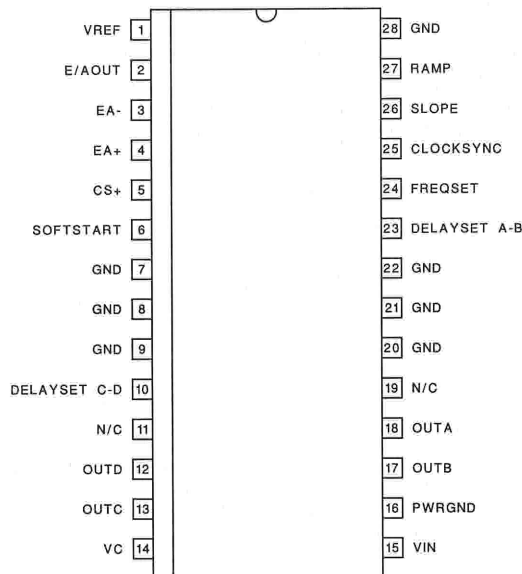 VREF 1
E/AOUT 2
EA- 3
EA+ 4
CS+ 5
SOFTSTART 6
GND 7
GND 8
GND 9
DELAYSET C-D 10
N/C 11
OUTD 12
OUTC 13
VC 14
28 GND
27 RAMP
26 SLOPE
25 CLOCKSYNC
24 FREQSET
23 DELAYSET A-B
22 GND
21 GND
20 GND
19 N/C
18 OUTA
17 OUTB
16 PWRGND
15 VIN